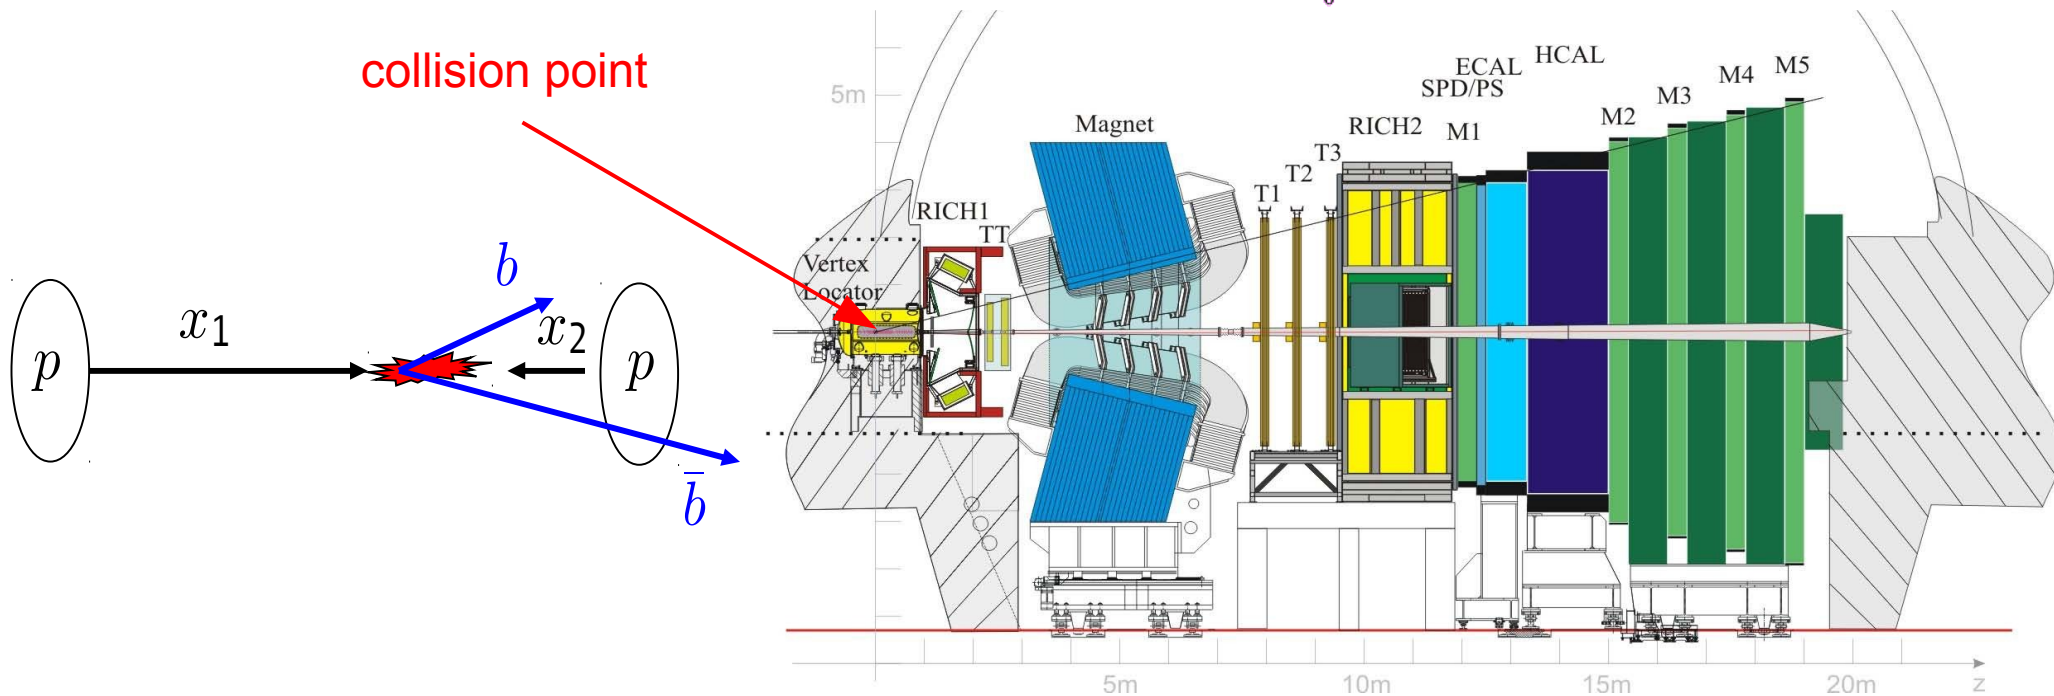 collision point
b
x1
x2
p
p
b̄
5m
Magnet
RICH1
TT
Vertex
Locator
T1
T2
T3
RICH2
M1
SPD/PS
ECAL
HCAL
M2
M3
M4
M5
5m
10m
15m
20m
z